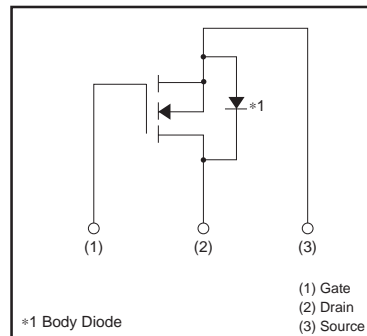 *1
(1) (2) (3)
*1 Body Diode
(1) Gate
(2) Drain
(3) Source